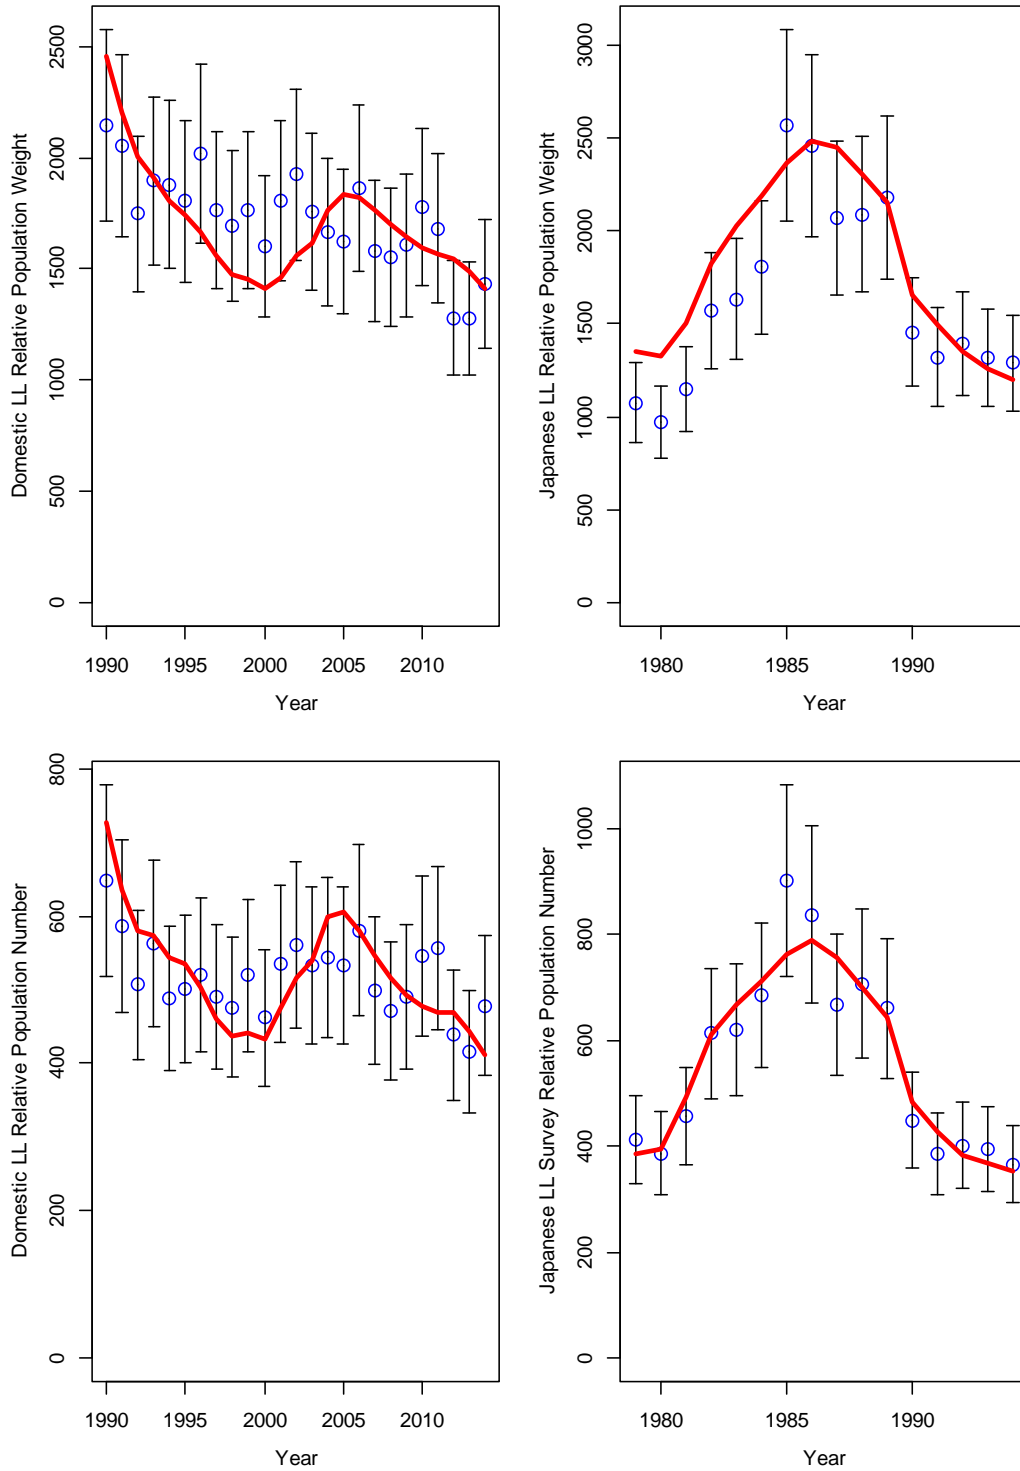 Domestic LL Relative Population Weight
2500
2000
1500
1000
500
0
1990 1995 2000 2005 2010
Year
Japanese LL Relative Population Weight
3000
2500
2000
1500
1000
500
0
1980 1985 1990
Year
Domestic LL Relative Population Number
800
600
400
200
0
1990 1995 2000 2005 2010
Year
Japanese LL Survey Relative Population Number
1000
800
600
400
200
0
1980 1985 1990
Year